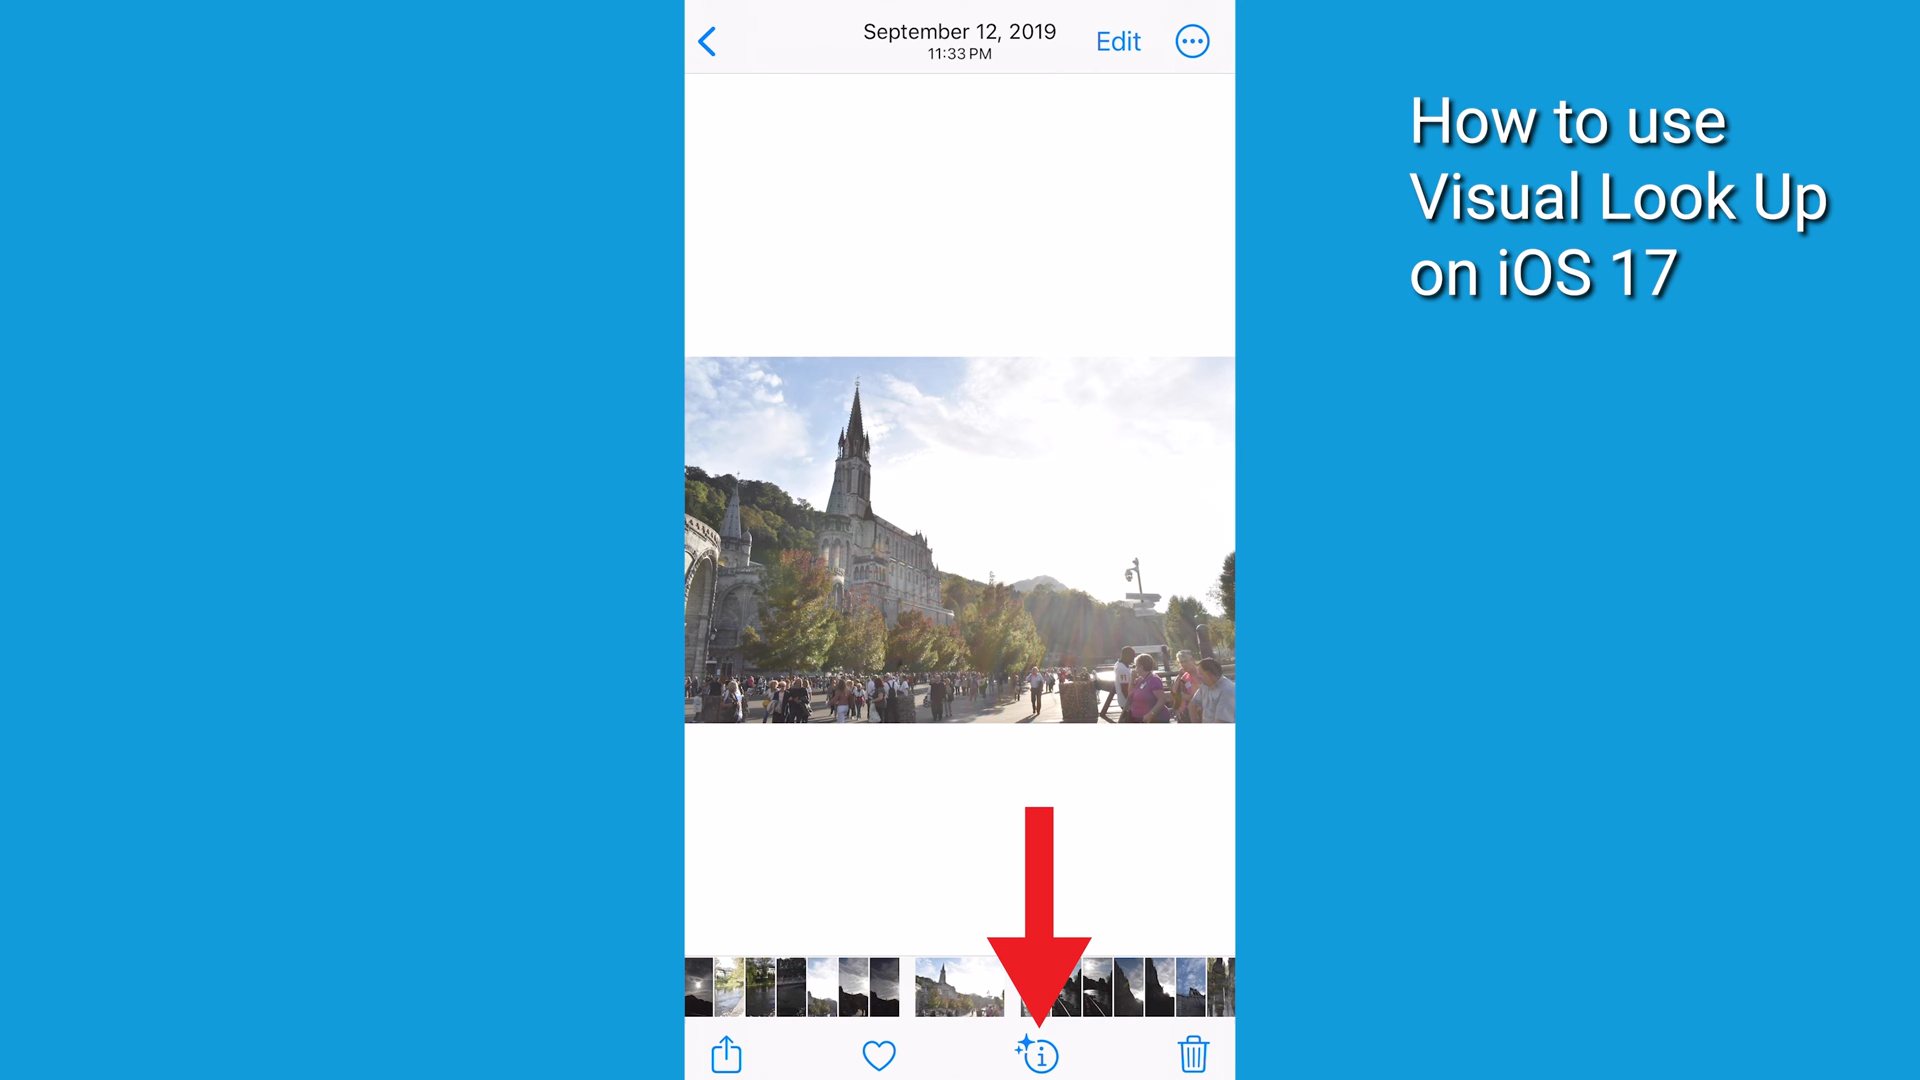 September 12, 2019
11:33 PM
Edit
How to use
Visual Look Up
on iOS 17